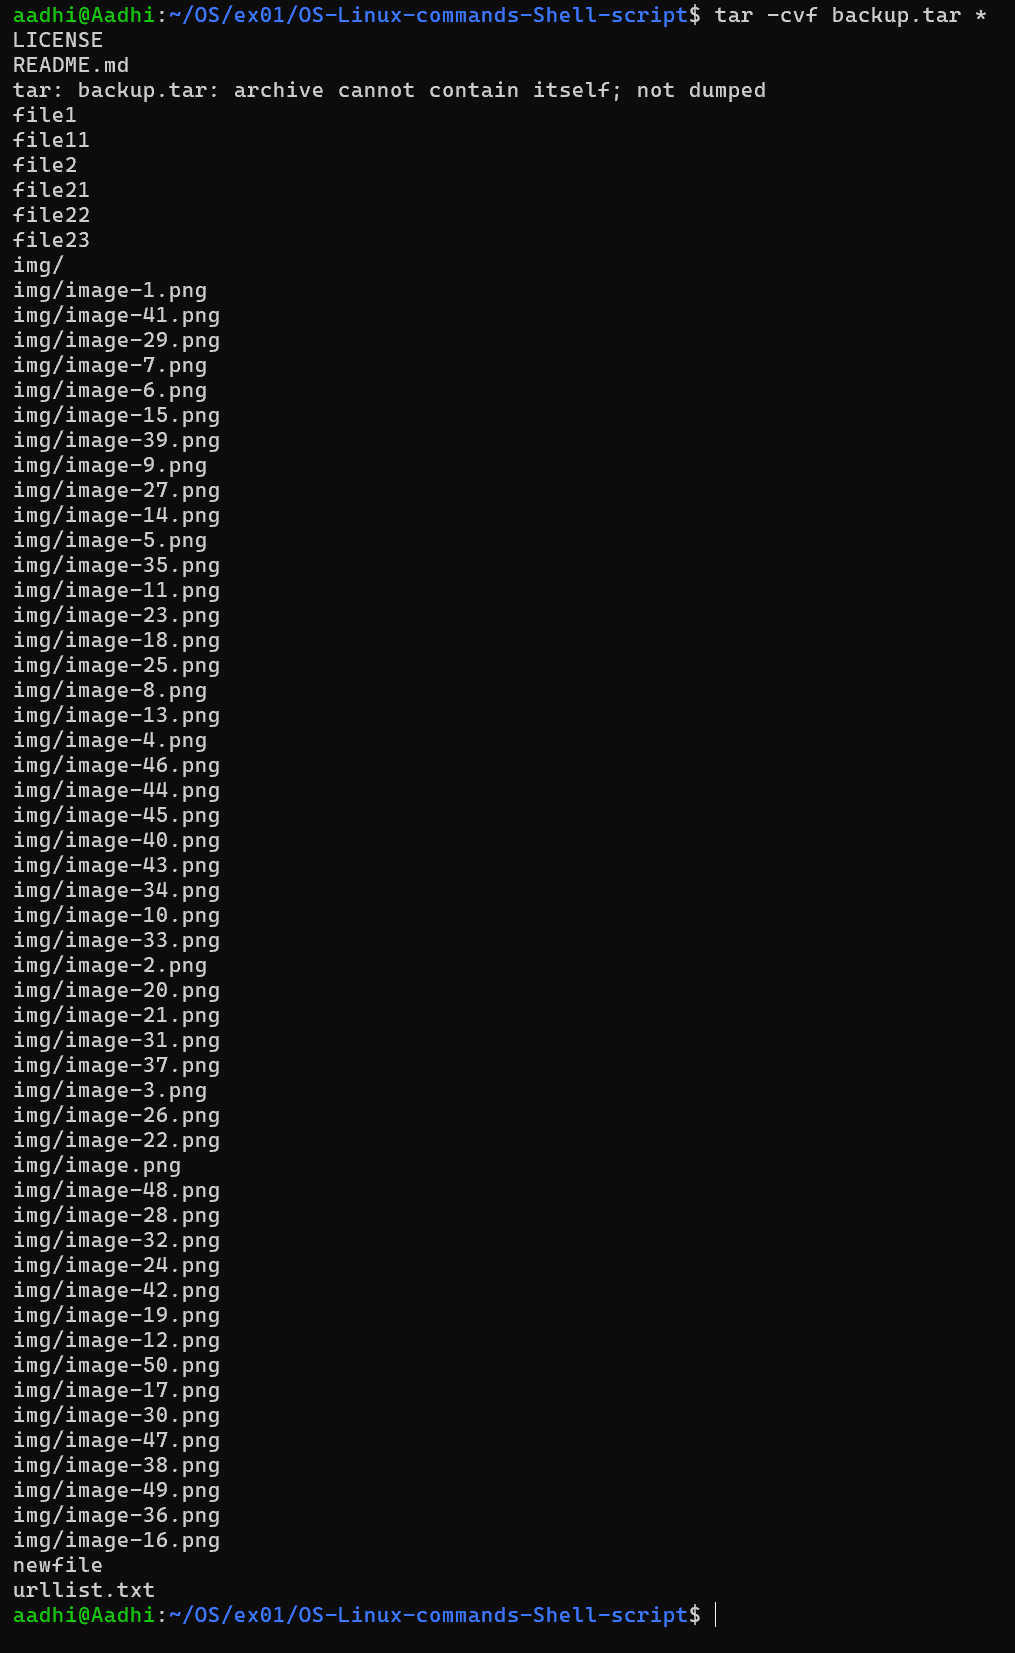 aadhi@Aadhi:~/OS/ex01/OS-Linux-commands-Shell-script$ tar -cvf backup.tar *
LICENSE
README.md
tar: backup.tar: archive cannot contain itself; not dumped
file1
file11
file2
file21
file22
file23
img/
img/image-1.png
img/image-41.png
img/image-29.png
img/image-7.png
img/image-6.png
img/image-15.png
img/image-39.png
img/image-9.png
img/image-27.png
img/image-14.png
img/image-5.png
img/image-35.png
img/image-11.png
img/image-23.png
img/image-18.png
img/image-25.png
img/image-8.png
img/image-13.png
img/image-4.png
img/image-46.png
img/image-44.png
img/image-45.png
img/image-40.png
img/image-43.png
img/image-34.png
img/image-10.png
img/image-33.png
img/image-2.png
img/image-20.png
img/image-21.png
img/image-31.png
img/image-37.png
img/image-3.png
img/image-26.png
img/image-22.png
img/image.png
img/image-48.png
img/image-28.png
img/image-32.png
img/image-24.png
img/image-42.png
img/image-19.png
img/image-12.png
img/image-50.png
img/image-17.png
img/image-30.png
img/image-47.png
img/image-38.png
img/image-49.png
img/image-36.png
img/image-16.png
newfile
urllist.txt
aadhi@Aadhi:~/OS/ex01/OS-Linux-commands-Shell-script$